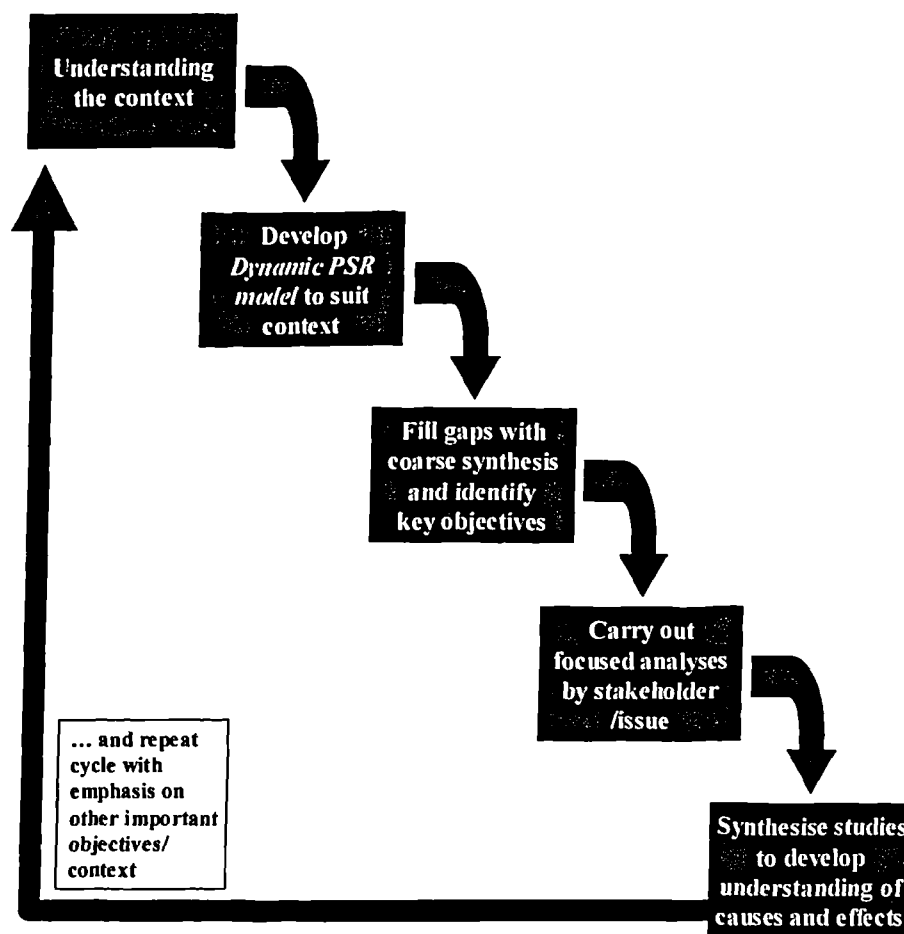 Understanding
the context
Develop
Dynamic PSR
model to suit
context
Fill gaps with
coarse synthesis
and identify
key objectives
Carry out
focused analyses
by stakeholder
/issue
... and repeat
cycle with
emphasis on
other important
objectives/
context
Synthesise studies
to develop
understanding of
causes and effects